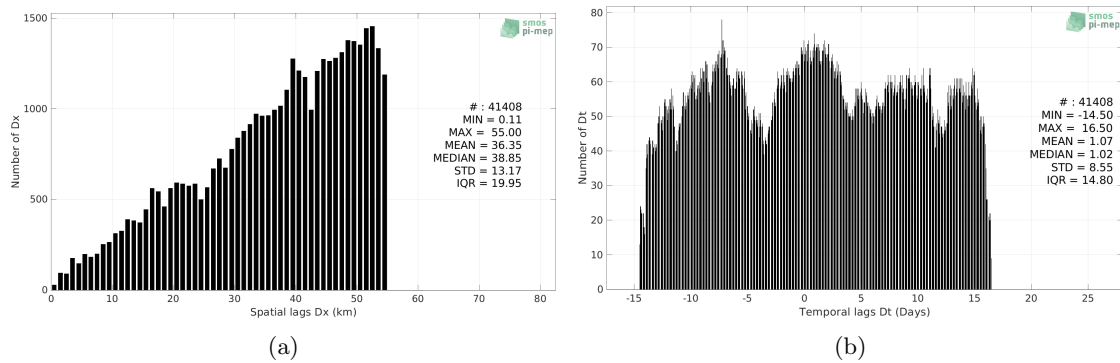 1500
1000
500
0
0 10 20 30 40 50 60 70 80
Number of Dx
Spatial lags Dx (km)
smos
pi-mep
# : 41408
MIN = 0.11
MAX = 55.00
MEAN = 36.35
MEDIAN = 38.85
STD = 13.17
IQR = 19.95
(a)
80
70
60
50
40
30
20
10
0
-15 -10 -5 0 5 10 15 20 25
Number of Dt
Temporal lags Dt (Days)
smos
pi-mep
# : 41408
MIN = -14.50
MAX = 16.50
MEAN = 1.07
MEDIAN = 1.02
STD = 8.55
IQR = 14.80
(b)